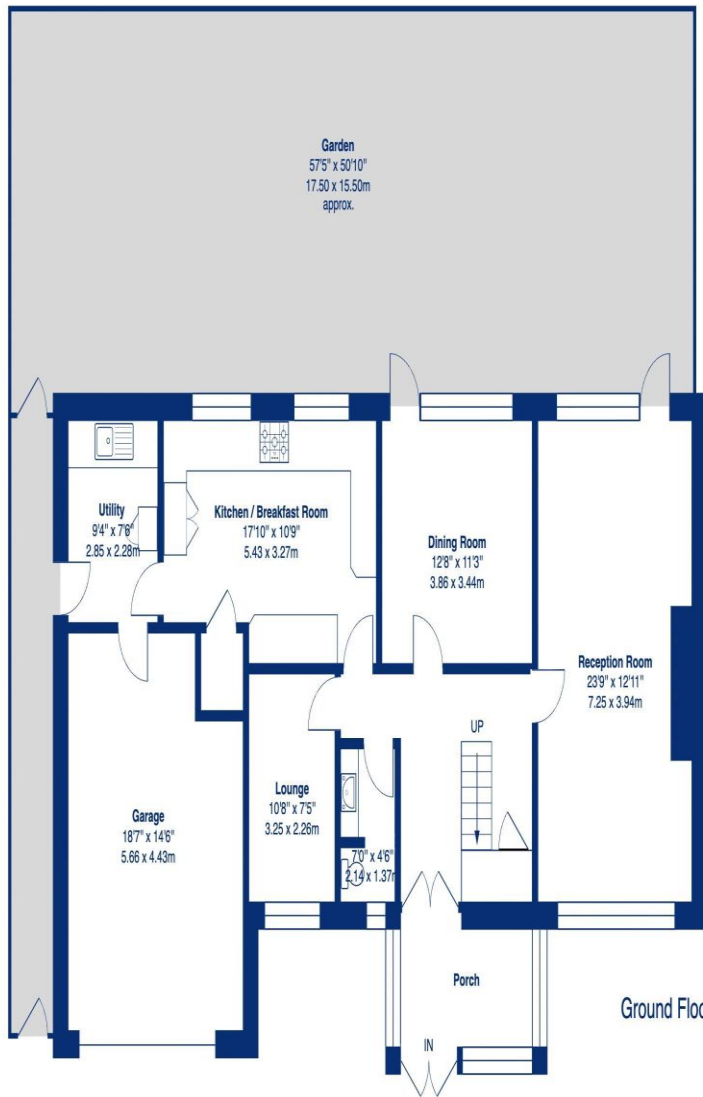 Garden
57'5" x 50'10"
17.50 x 15.50m
approx.
Utility
9'4" x 7'6"
2.85 x 2.28m
Kitchen / Breakfast Room
17'10" x 10'9"
5.43 x 3.27m
Dining Room
12'8" x 11'3"
3.86 x 3.44m
Reception Room
23'9" x 12'11"
7.25 x 3.94m
UP
Lounge
10'8" x 7'5"
3.25 x 2.26m
Garage
18'7" x 14'6"
5.66 x 4.43m
7'0" x 4'6"
2.14 x 1.37m
Porch
IN
Ground Floo